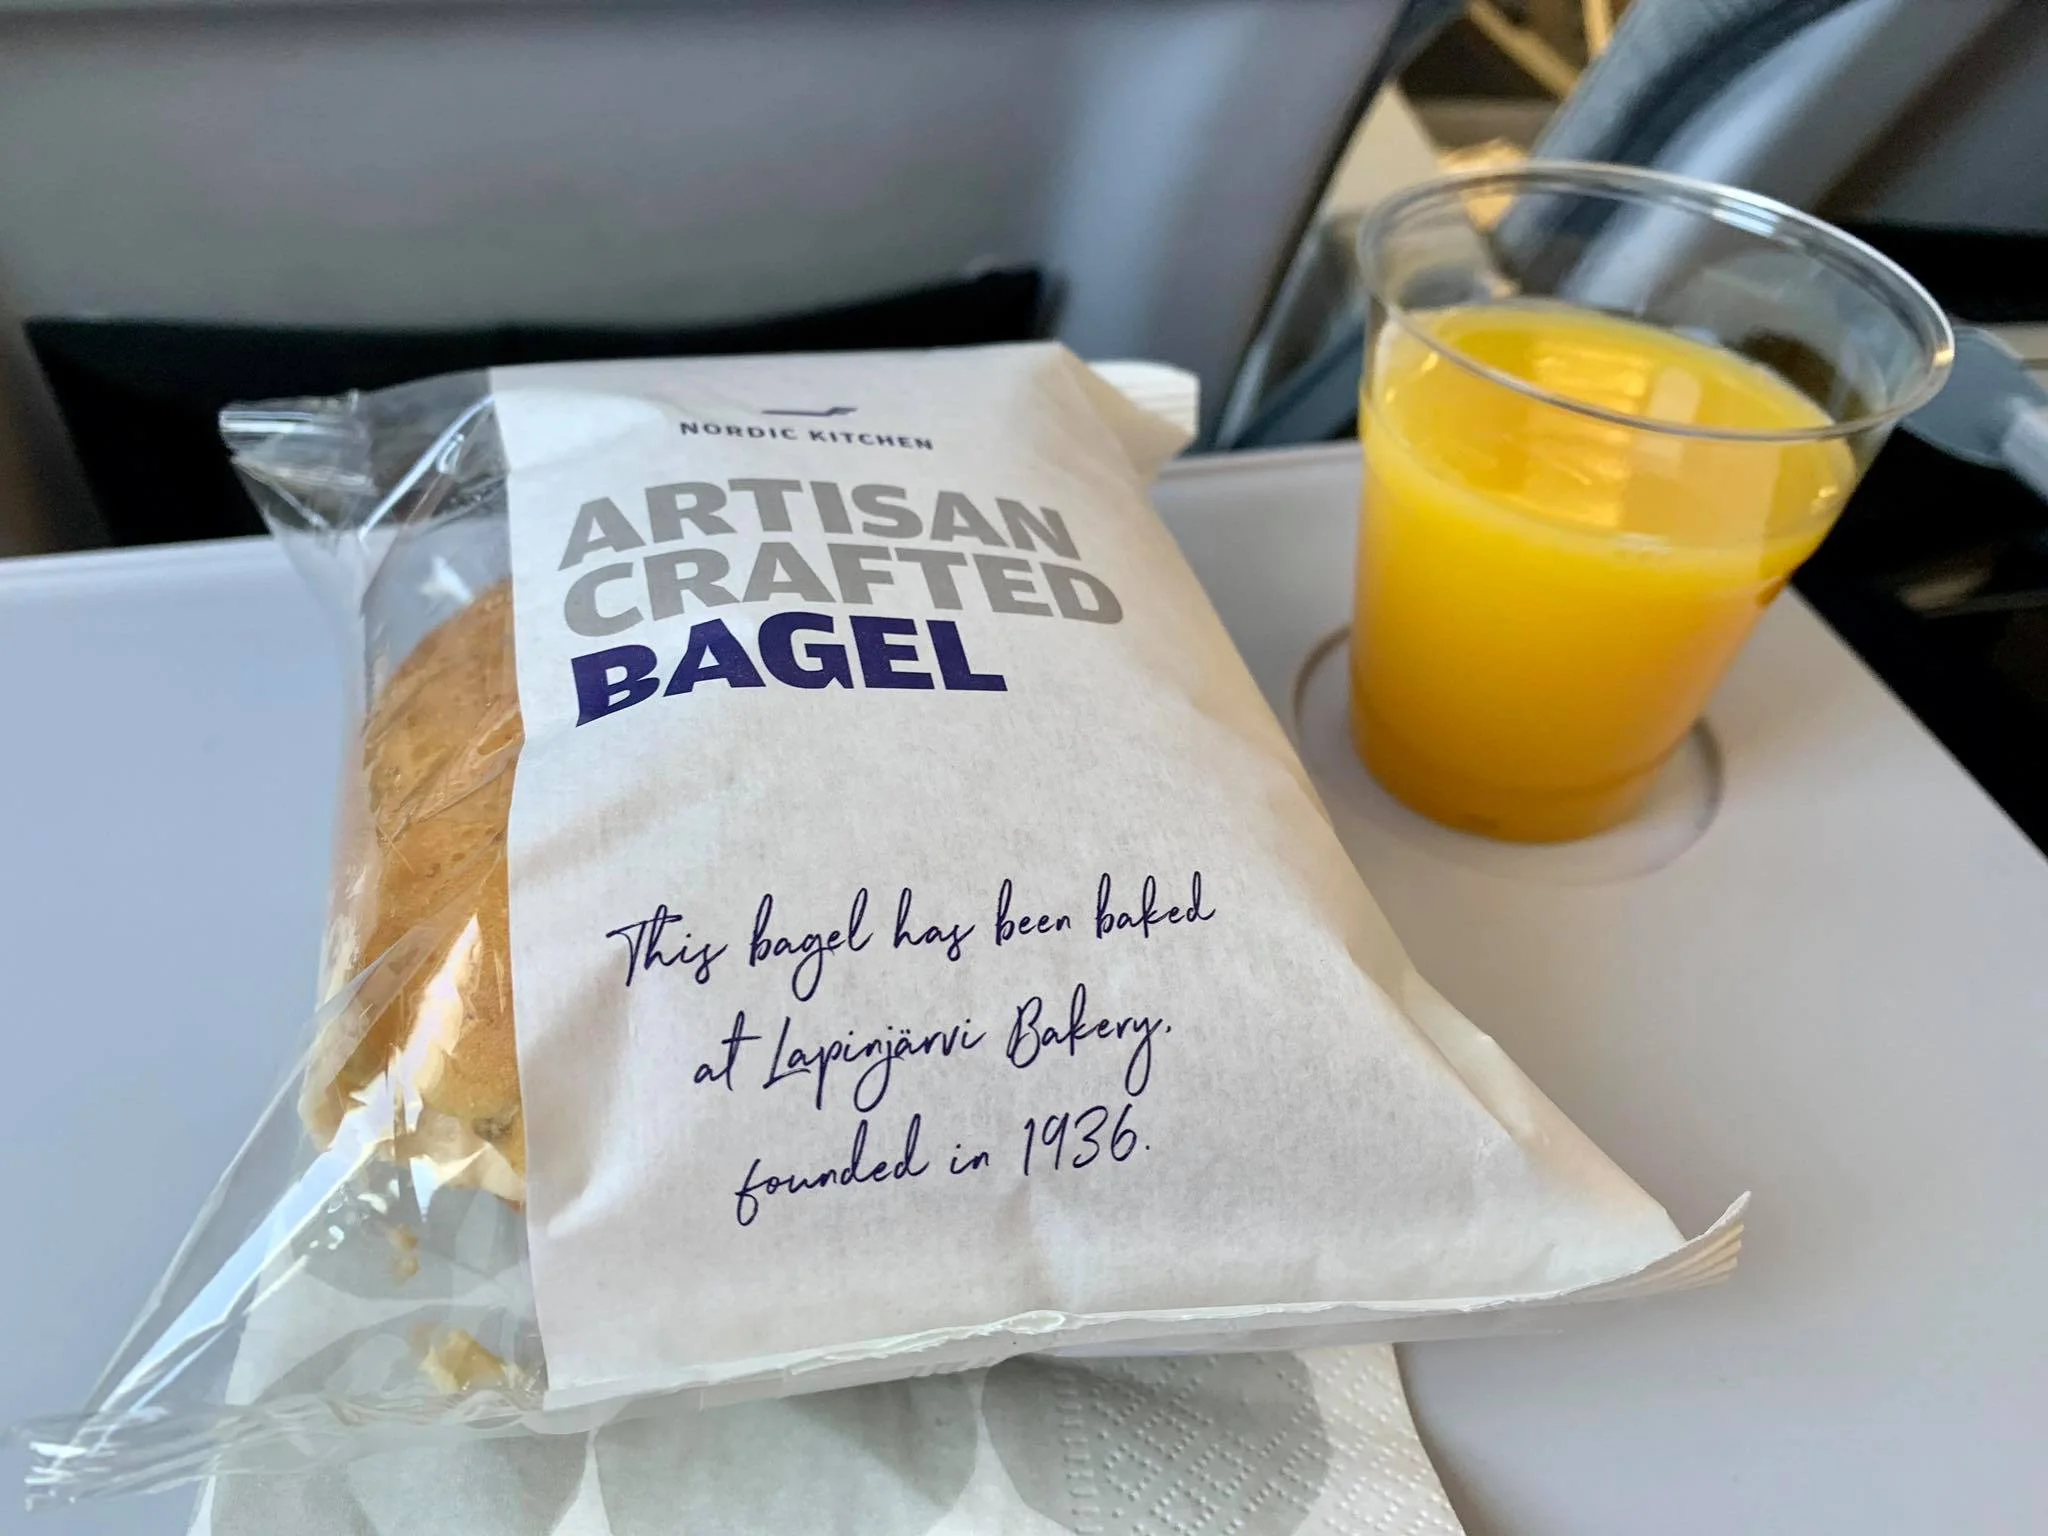 NORDIC KITCHEN
ARTISAN
CRAFTED
BAGEL
This bagel has been baked
at Lapinjärvi Bakery.
founded in 1936.